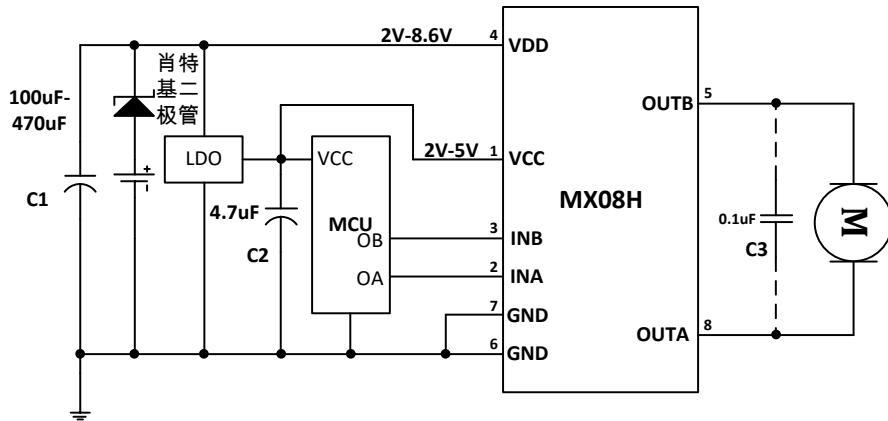 2V-8.6V
4
VDD
肖特
基二
极管
100uF-
470uF
C1
+
-
LDO
VCC
4.7uF
C2
MCU
OB
OA
2V-5V
1
VCC
MX08H
3
INB
2
INA
7
GND
6
GND
5
OUTB
8
OUTA
0.1uF
C3
M